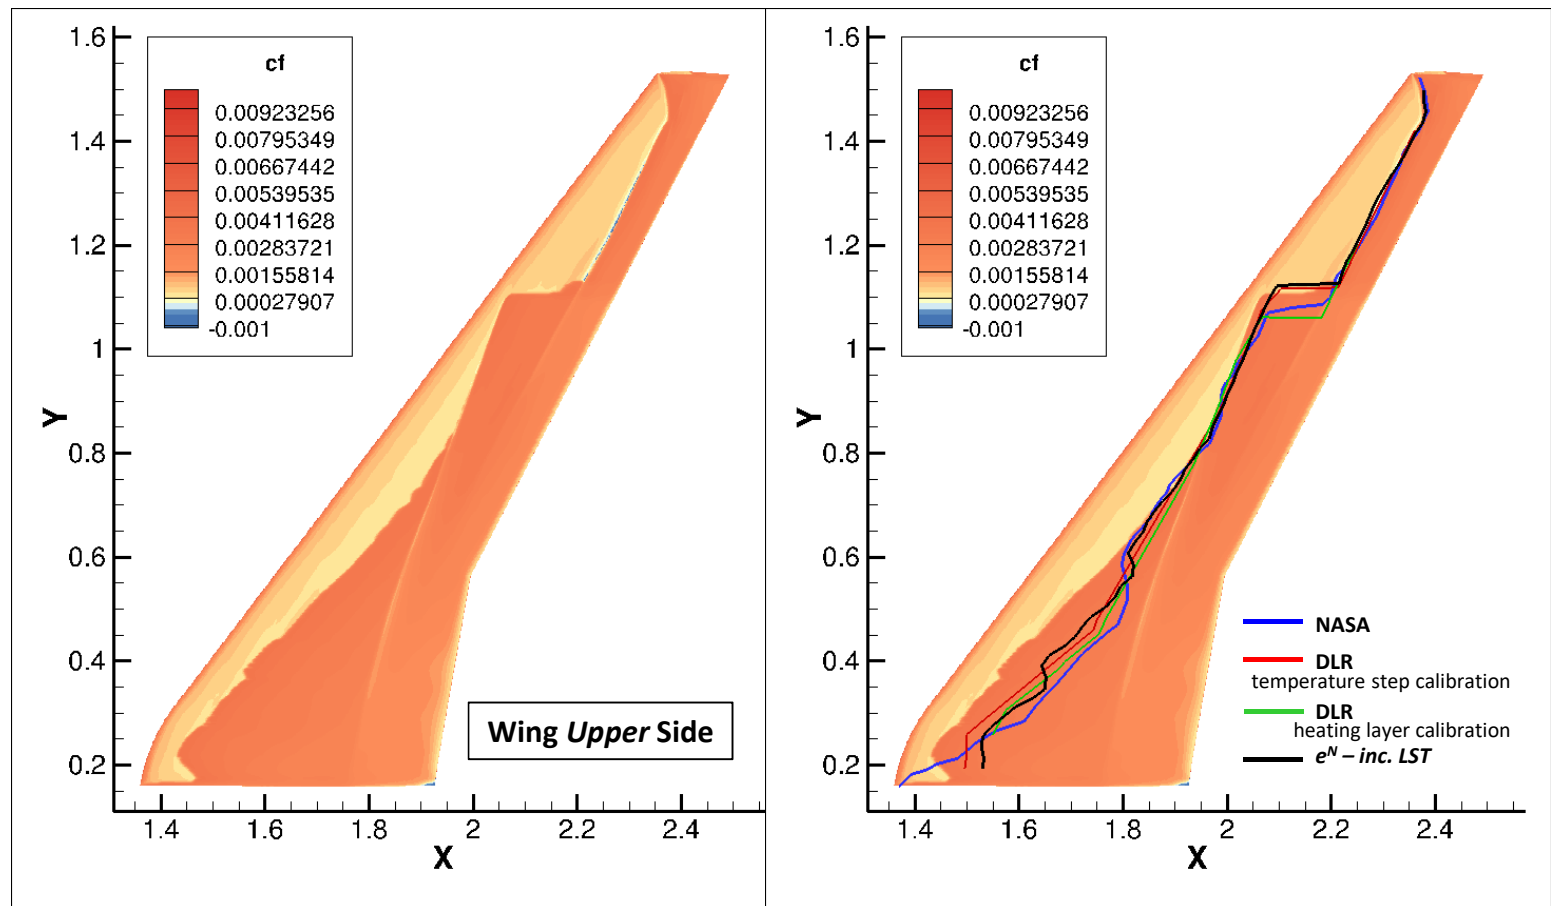 cf
0.00923256
0.00795349
0.00667442
0.00539535
0.00411628
0.00283721
0.00155814
0.00027907
-0.001
1.6
1.4
1.2
1
0.8
0.6
0.4
0.2
Y
1.4 1.6 1.8 2 2.2 2.4
X
Wing Upper Side
cf
0.00923256
0.00795349
0.00667442
0.00539535
0.00411628
0.00283721
0.00155814
0.00027907
-0.001
1.6
1.4
1.2
1
0.8
0.6
0.4
0.2
Y
1.4 1.6 1.8 2 2.2 2.4
X
NASA
DLR
temperature step calibration
DLR
heating layer calibration
eᴺ – inc. LST